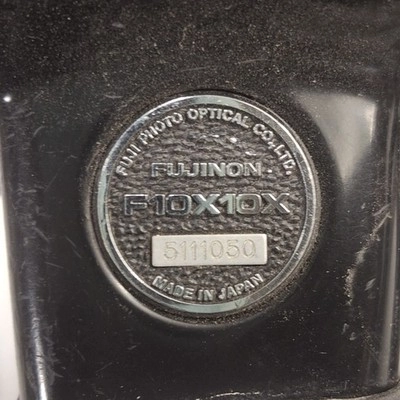 FUJI PHOTO OPTICAL CO., LTD.
FUJINON
F10X10X
5111050
MADE IN JAPAN